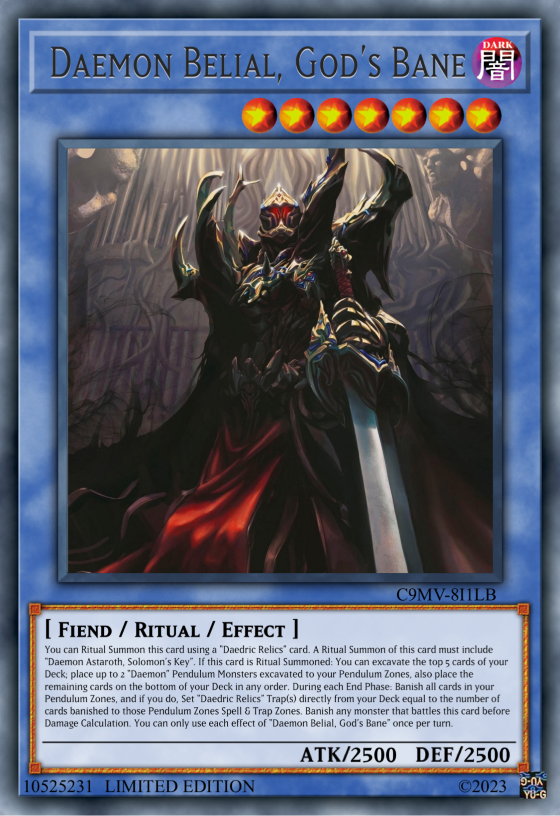 DAEMON BELIAL, GOD'S BANE
DARK
闇
C9MV-8I1LB
[ FIEND / RITUAL / EFFECT ]
You can Ritual Summon this card using a "Daedric Relics" card. A Ritual Summon of this card must include
"Daemon Astaroth, Solomon's Key". If this card is Ritual Summoned: You can excavate the top 5 cards of your
Deck; place up to 2 "Daemon" Pendulum Monsters excavated to your Pendulum Zones, also place the
remaining cards on the bottom of your Deck in any order. During each End Phase: Banish all cards in your
Pendulum Zones, and if you do, Set "Daedric Relics" Trap(s) directly from your Deck equal to the number of
cards banished to those Pendulum Zones Spell & Trap Zones. Banish any monster that battles this card before
Damage Calculation. You can only use each effect of "Daemon Belial, God's Bane" once per turn.
ATK/2500 DEF/2500
10525231 LIMITED EDITION ©2023
YU-G